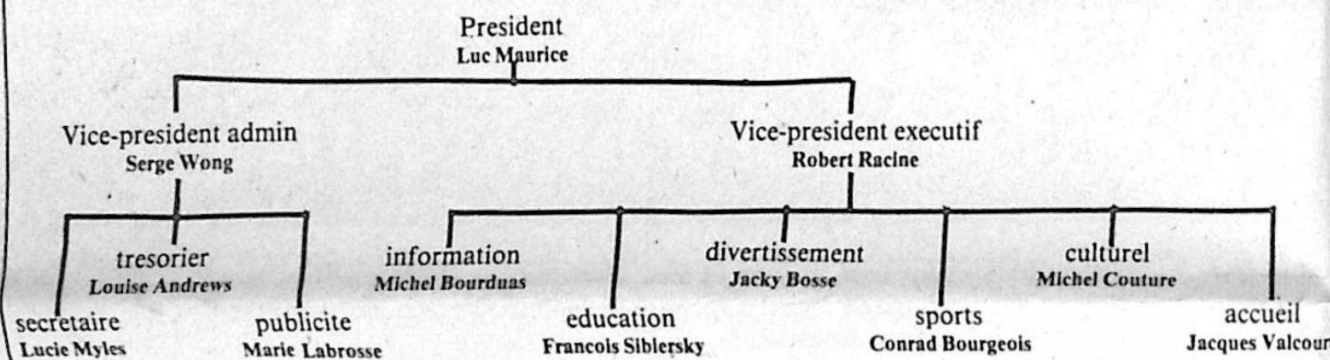 President
Luc Maurice
Vice-president admin
Serge Wong
Vice-president executif
Robert Racine
tresorier
Louise Andrews
information
Michel Bourduas
divertissement
Jacky Bosse
culturel
Michel Couture
secretaire
Lucie Myles
publicite
Marie Labrosse
education
Francois Siblersky
sports
Conrad Bourgeois
accueil
Jacques Valcour